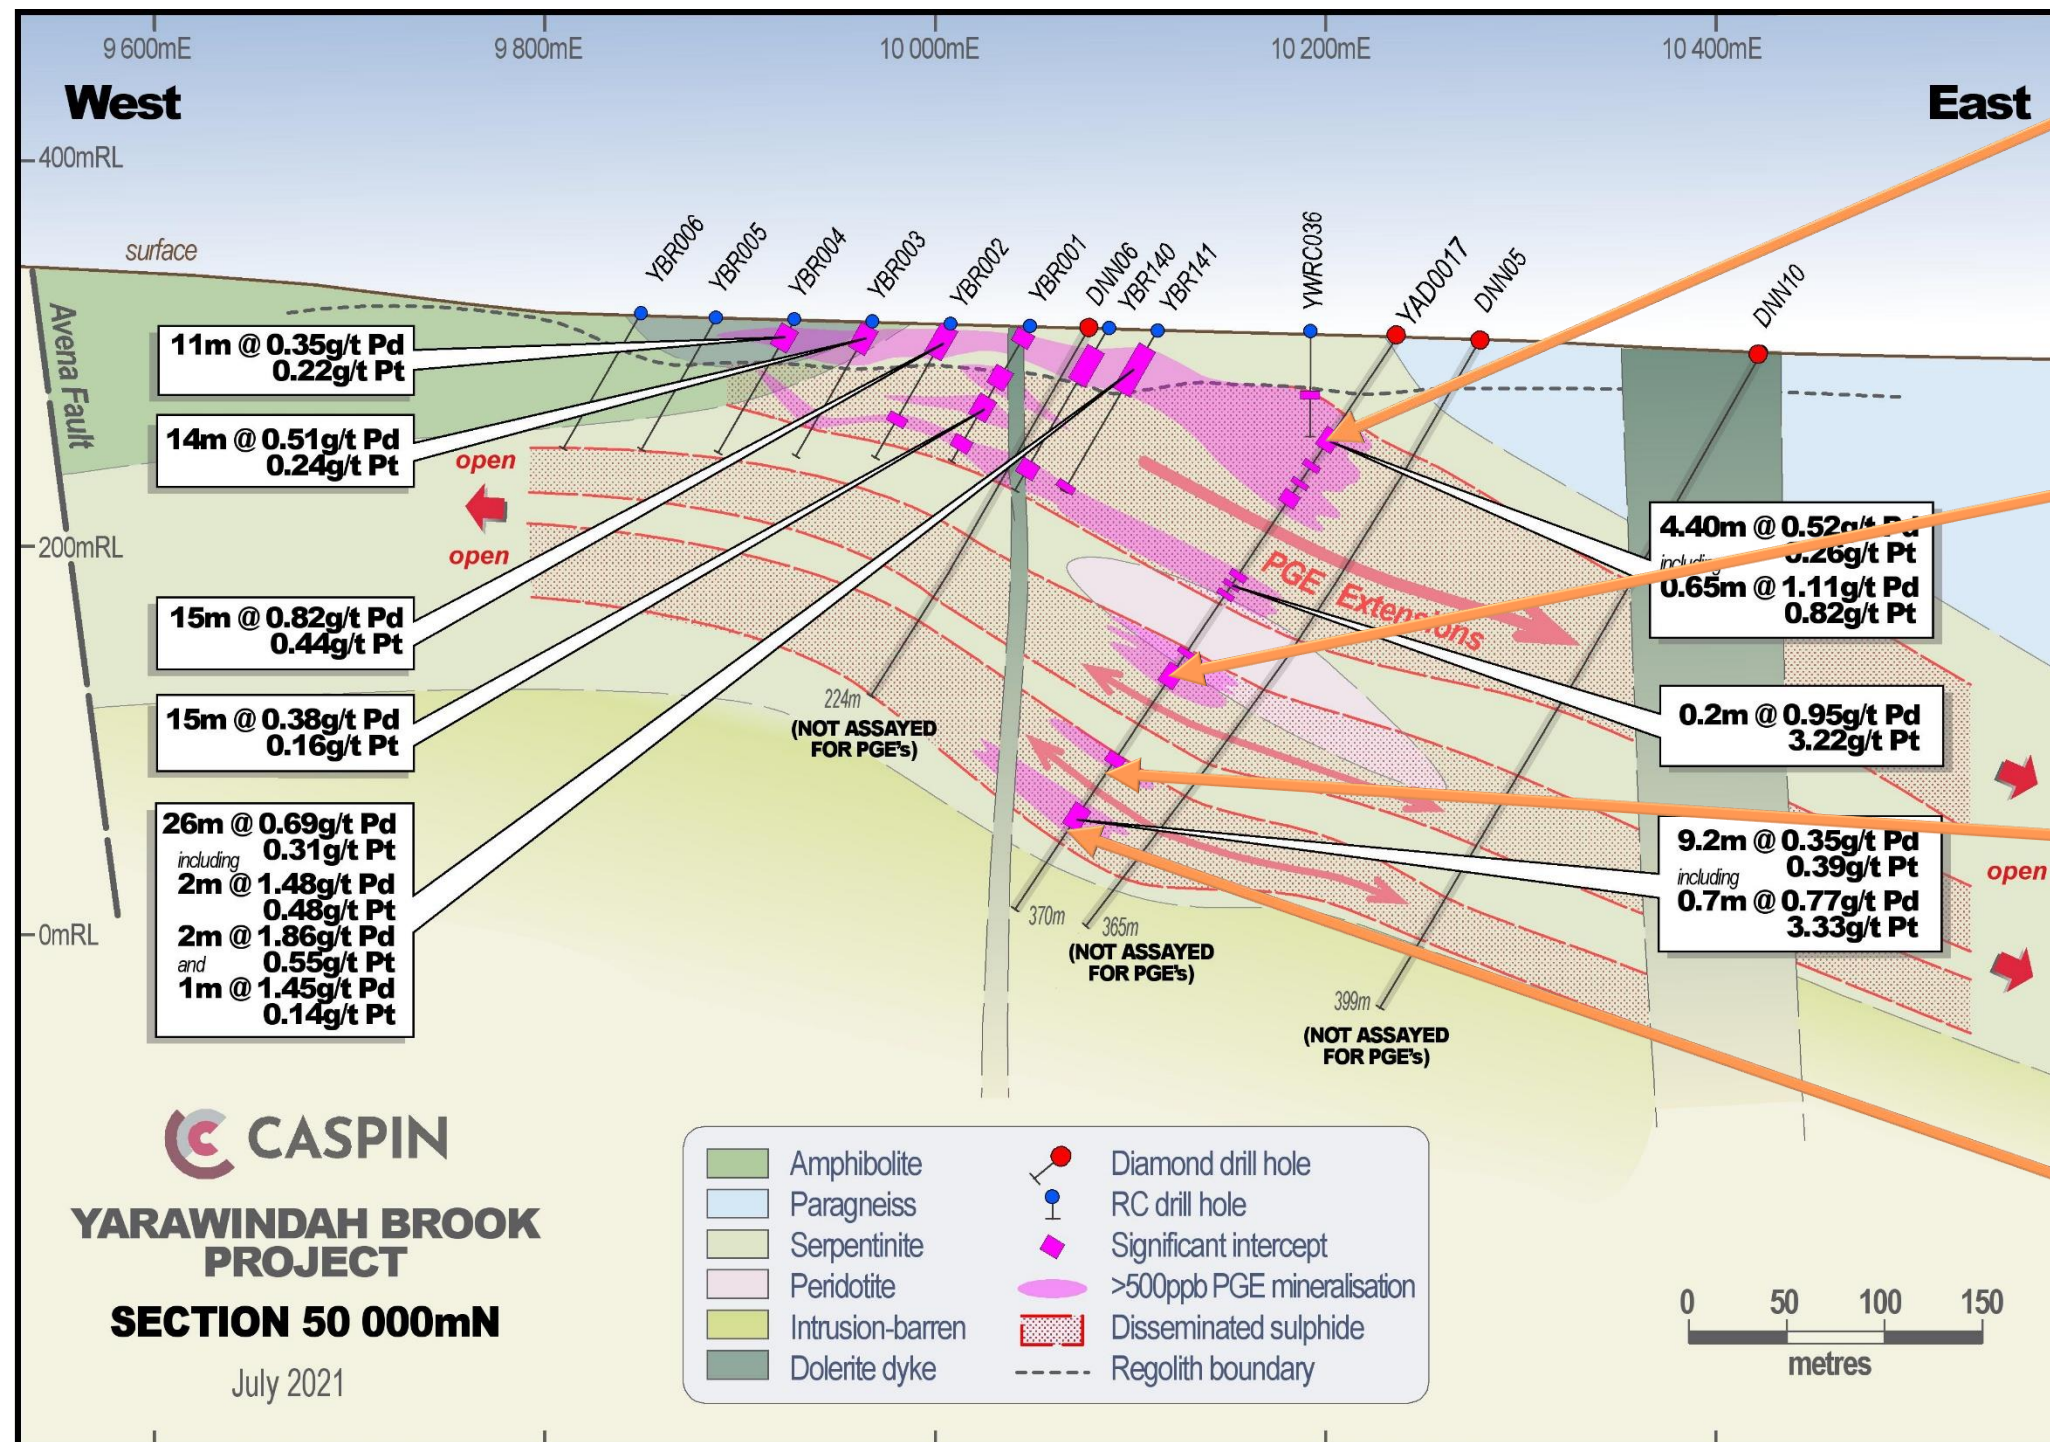 9 600mE
9 800mE
10 000mE
10 200mE
10 400mE
West
East
400mRL
surface
YBR006
YBR005
YBR004
YBR003
YBR002
YBR001
DNN06
YBR140
YBR141
YWRC036
YAD0017
DNN05
DNN10
Avena Fault
11m @ 0.35g/t Pd
0.22g/t Pt
14m @ 0.51g/t Pd
0.24g/t Pt
open
200mRL
open
15m @ 0.82g/t Pd
0.44g/t Pt
15m @ 0.38g/t Pd
0.16g/t Pt
26m @ 0.69g/t Pd
including 0.31g/t Pt
2m @ 1.48g/t Pd
0.48g/t Pt
2m @ 1.86g/t Pd
and 0.55g/t Pt
1m @ 1.45g/t Pd
0.14g/t Pt
0mRL
PGE Extensions
4.40m @ 0.52g/t Pd
including 0.26g/t Pt
0.65m @ 1.11g/t Pd
0.82g/t Pt
0.2m @ 0.95g/t Pd
3.22g/t Pt
9.2m @ 0.35g/t Pd
including 0.39g/t Pt
0.7m @ 0.77g/t Pd
3.33g/t Pt
open
224m
(NOT ASSAYED
FOR PGE's)
370m
365m
(NOT ASSAYED
FOR PGE's)
399m
(NOT ASSAYED
FOR PGE's)
CASPIN
YARAWINDAH BROOK
PROJECT
SECTION 50 000mN
July 2021
Amphibolite
Paragneiss
Serpentinite
Peridotite
Intrusion-barren
Dolerite dyke
Diamond drill hole
RC drill hole
Significant intercept
>500ppb PGE mineralisation
Disseminated sulphide
Regolith boundary
0 50 100 150
metres